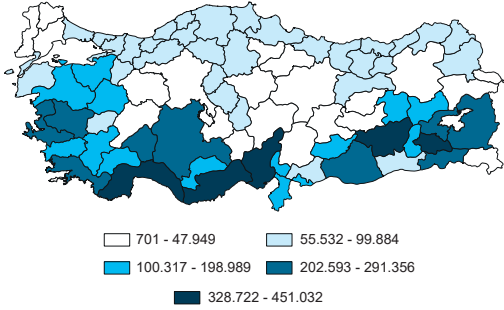 701 - 47.949
55.532 - 99.884
100.317 - 198.989
202.593 - 291.356
328.722 - 451.032